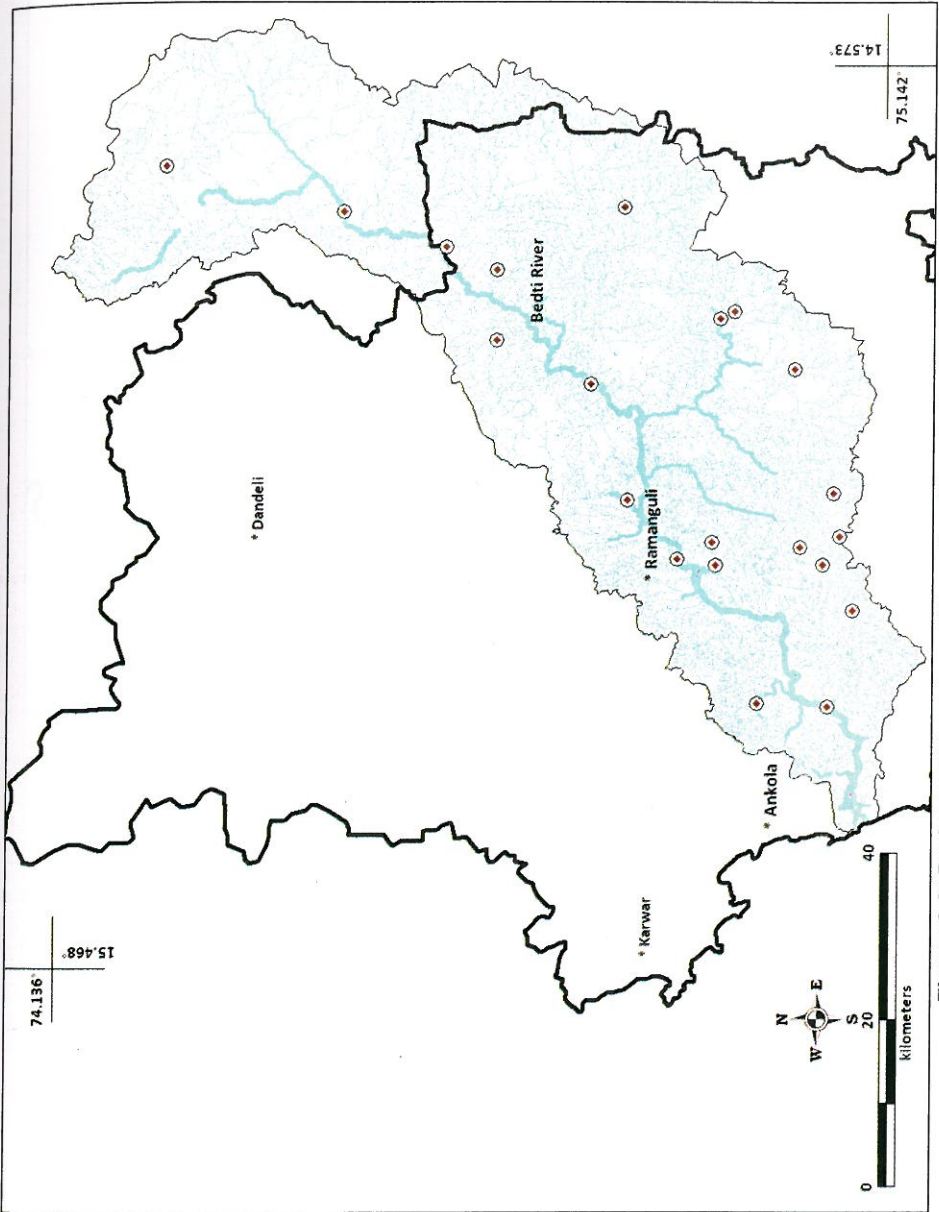 74.136°
15.468°
* Dandeli
Bedti River
* Ramanguli
* Karwar
* Ankola
N
W E
S
0 20 40
kilometers
14.573°
75.142°